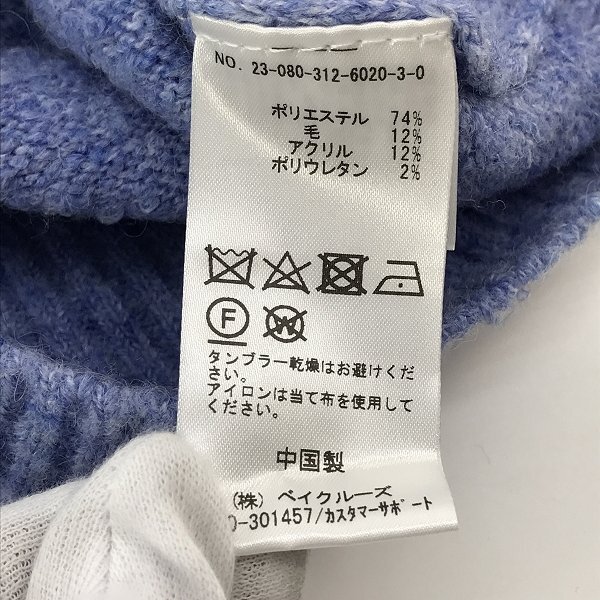 NO. 23-080-312-6020-3-0
ポリエステル 74%
毛 12%
アクリル 12%
ポリウレタン 2%
F W
タンブラー乾燥はお避けくだ
さい。
アイロンは当て布を使用して
ください。
中国製
(株) ベイクルーズ
0-301457/カスタマーサポート